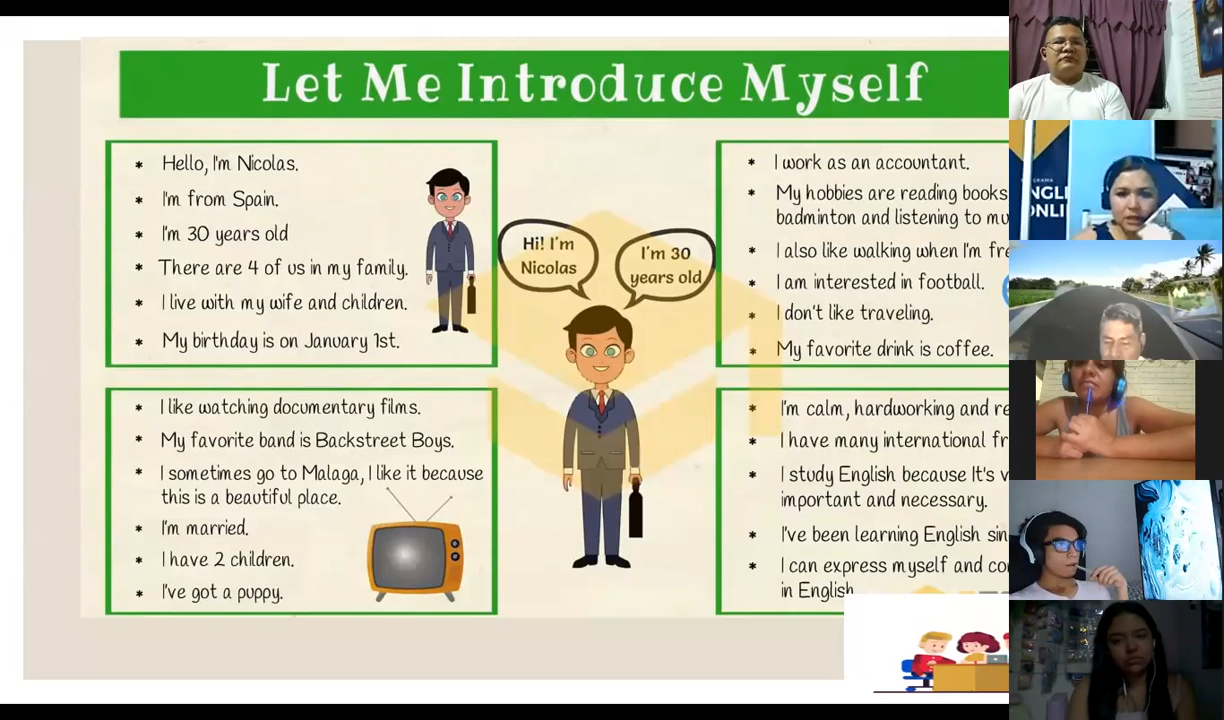 Let Me Introduce Myself
* Hello, I'm Nicolas.
* I'm from Spain.
* I'm 30 years old
* There are 4 of us in my family.
* I live with my wife and children.
* My birthday is on January 1st.
Hi! I'm
Nicolas
I'm 30
years old
* I work as an accountant.
* My hobbies are reading books
badminton and listening to
* I also like walking when I'm
* I am interested in football.
* I don't like traveling.
* My favorite drink is coffee.
* I like watching documentary films.
* My favorite band is Backstreet Boys.
* I sometimes go to Malaga, I like it because
this is a beautiful place.
* I'm married.
* I have 2 children.
* I've got a puppy.
* I'm calm, hardworking and
* I have many international
* I study English because It's
important and necessary.
* I've been learning English
* I can express myself and
in English